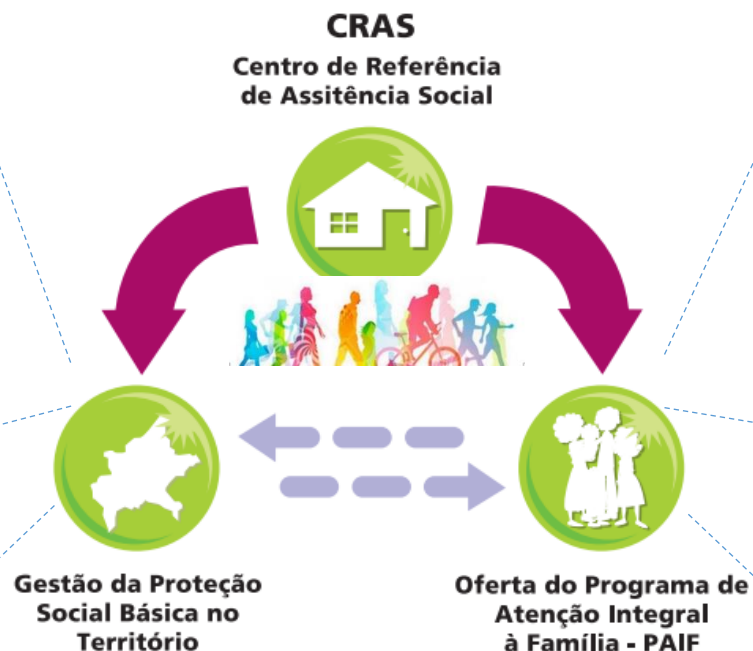 CRAS
Centro de Referência
de Assitência Social
Gestão da Proteção
Social Básica no
Território
Oferta do Programa de
Atenção Integral
à Família - PAIF